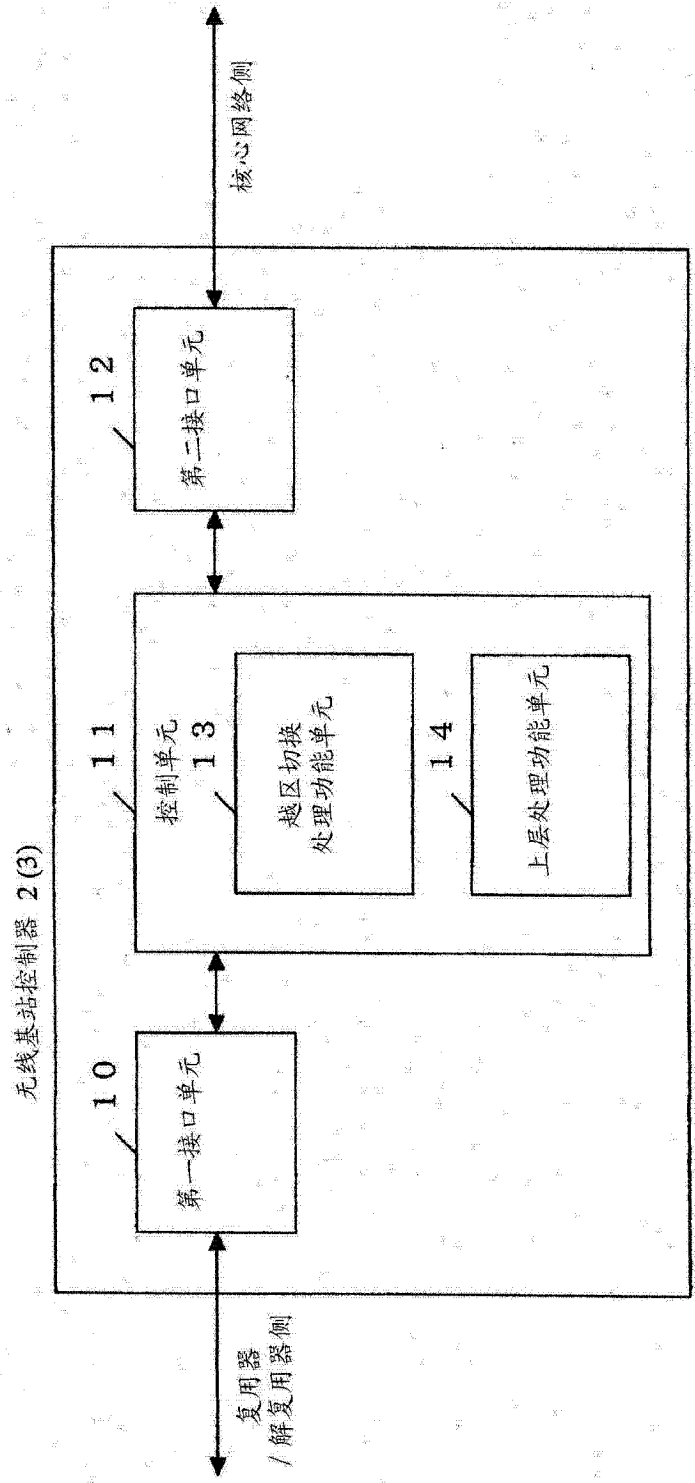 无线基站控制器 2 (3)
复用器
/解复用器侧
10
第一接口单元
11
控制单元
13
越区切换
处理功能单元
14
上层处理功能单元
12
第二接口单元
核心网络侧